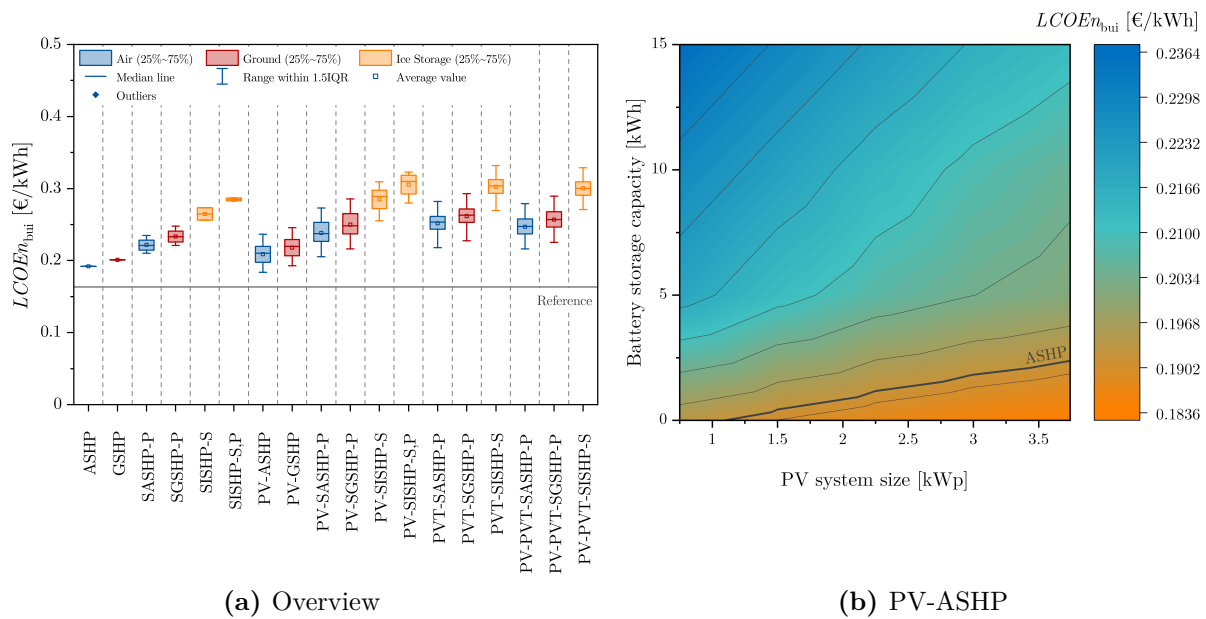 LCOEn_bui [€/kWh]
0.5
0.4
0.3
0.2
0.1
0
Air (25%~75%)
Ground (25%~75%)
Ice Storage (25%~75%)
Median line
Range within 1.5IQR
Average value
Outliers
Reference
ASHP
GSHP
SASHP-P
SGSHP-P
SISHP-S
SISHP-S,P
PV-ASHP
PV-GSHP
PV-SASHP-P
PV-SGSHP-P
PV-SISHP-S
PV-SISHP-S,P
PVT-SASHP-P
PVT-SGSHP-P
PVT-SISHP-S
PV-PVT-SASHP-P
PV-PVT-SGSHP-P
PV-PVT-SISHP-S
(a) Overview
Battery storage capacity [kWh]
15
10
5
0
ASHP
1
1.5
2
2.5
3
3.5
PV system size [kWp]
LCOEn_bui [€/kWh]
0.2364
0.2298
0.2232
0.2166
0.2100
0.2034
0.1968
0.1902
0.1836
(b) PV-ASHP